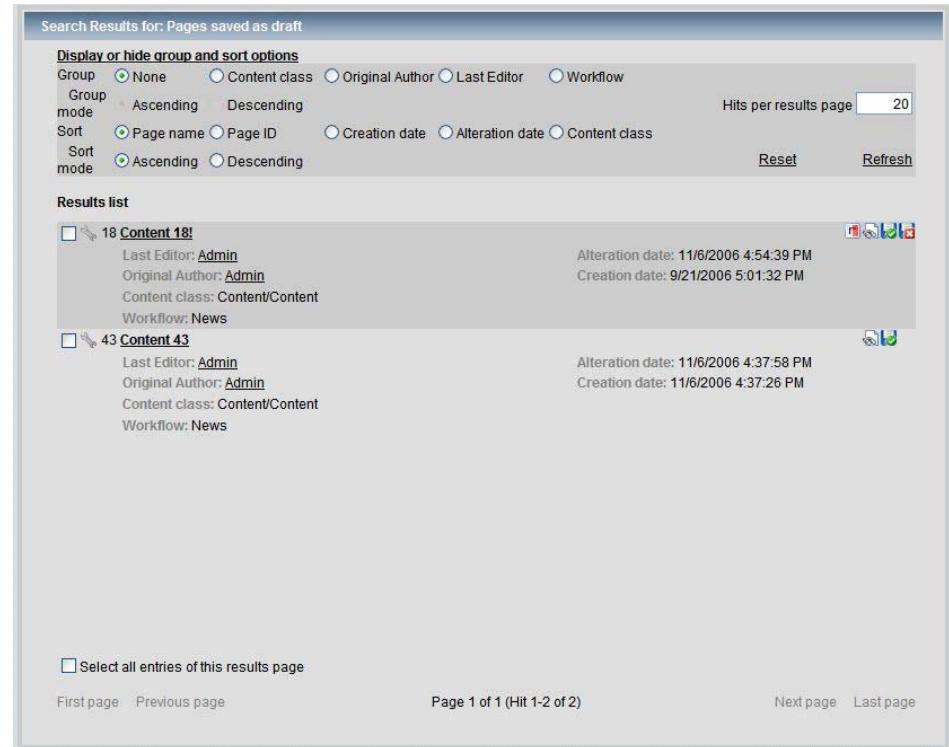 Search Results for: Pages saved as draft
Display or hide group and sort options
Group None Content class Original Author Last Editor Workflow
Group mode Ascending Descending Hits per results page 20
Sort Page name Page ID Creation date Alteration date Content class
Sort mode Ascending Descending Reset Refresh
Results list
18 Content 18!
Last Editor: Admin Alteration date: 11/6/2006 4:54:39 PM
Original Author: Admin Creation date: 9/21/2006 5:01:32 PM
Content class: Content/Content
Workflow: News
43 Content 43
Last Editor: Admin Alteration date: 11/6/2006 4:37:58 PM
Original Author: Admin Creation date: 11/6/2006 4:37:26 PM
Content class: Content/Content
Workflow: News
Select all entries of this results page
First page Previous page Page 1 of 1 (Hit 1-2 of 2) Next page Last page